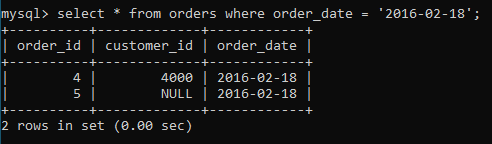 mysql> select * from orders where order_date = '2016-02-18';
+----------+-------------+------------+
| order_id | customer_id | order_date |
+----------+-------------+------------+
|        4 |        4000 | 2016-02-18 |
|        5 |        NULL | 2016-02-18 |
+----------+-------------+------------+
2 rows in set (0.00 sec)